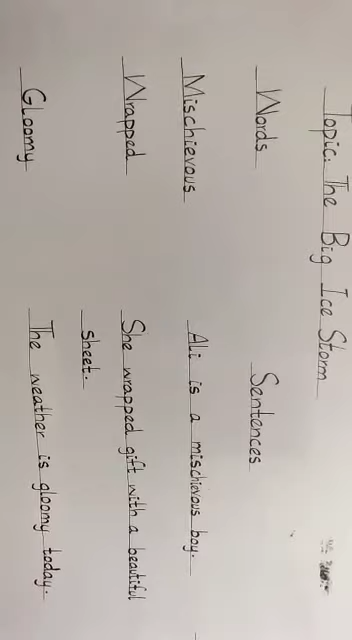 Topic: The Big Ice Storm
Words Sentences
Mischievous Ali is a mischievous boy.
Wrapped She wrapped gift with a beautiful
sheet.
Gloomy The weather is gloomy today.